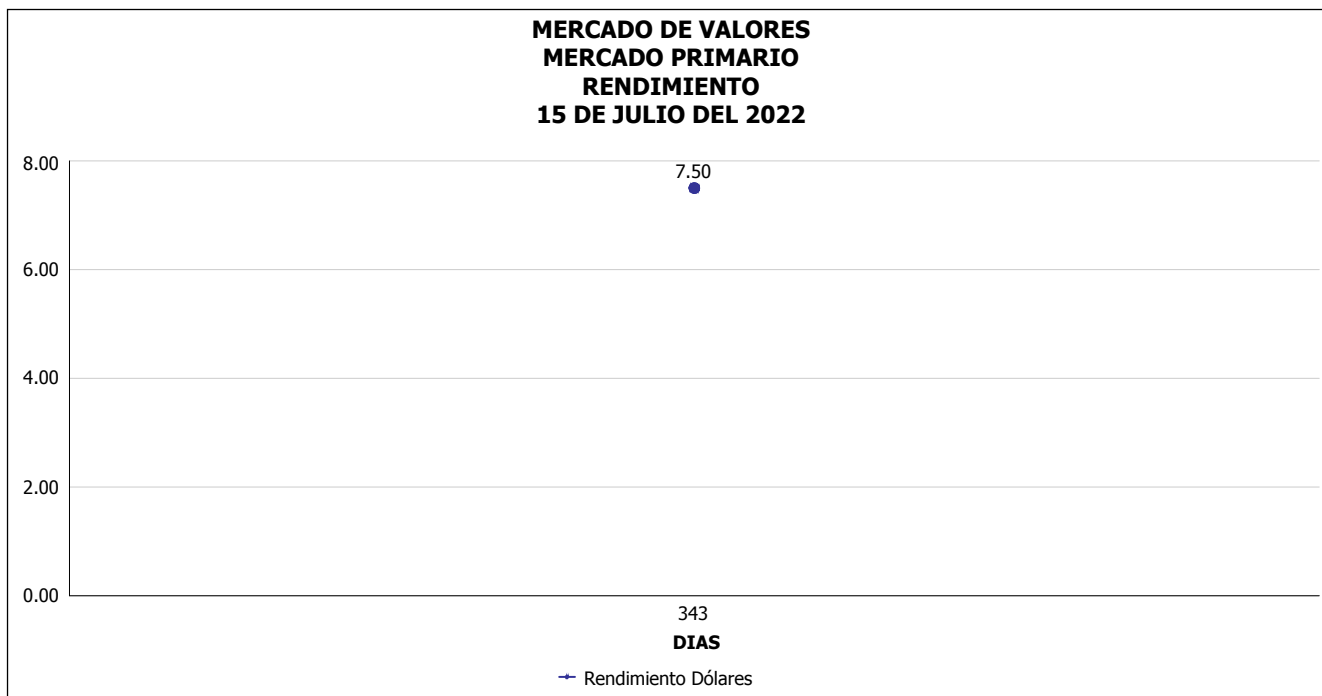 MERCADO DE VALORES
MERCADO PRIMARIO
RENDIMIENTO
15 DE JULIO DEL 2022
8.00
7.50
6.00
4.00
2.00
0.00
343
DIAS
Rendimiento Dólares